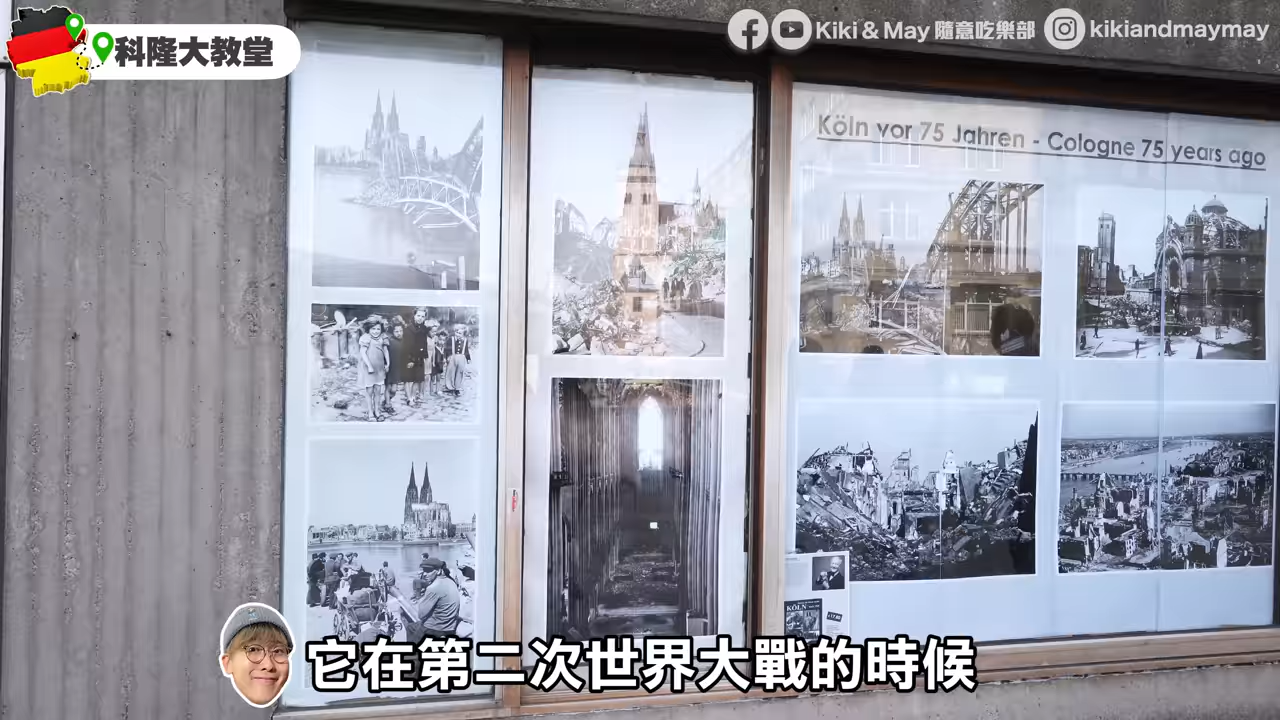 科隆大教堂
Kiki & May 隨意吃樂部
kikiandmaymay
Köln vor 75 Jahren - Cologne 75 years ago
KÖLN
它在第二次世界大戰的時候